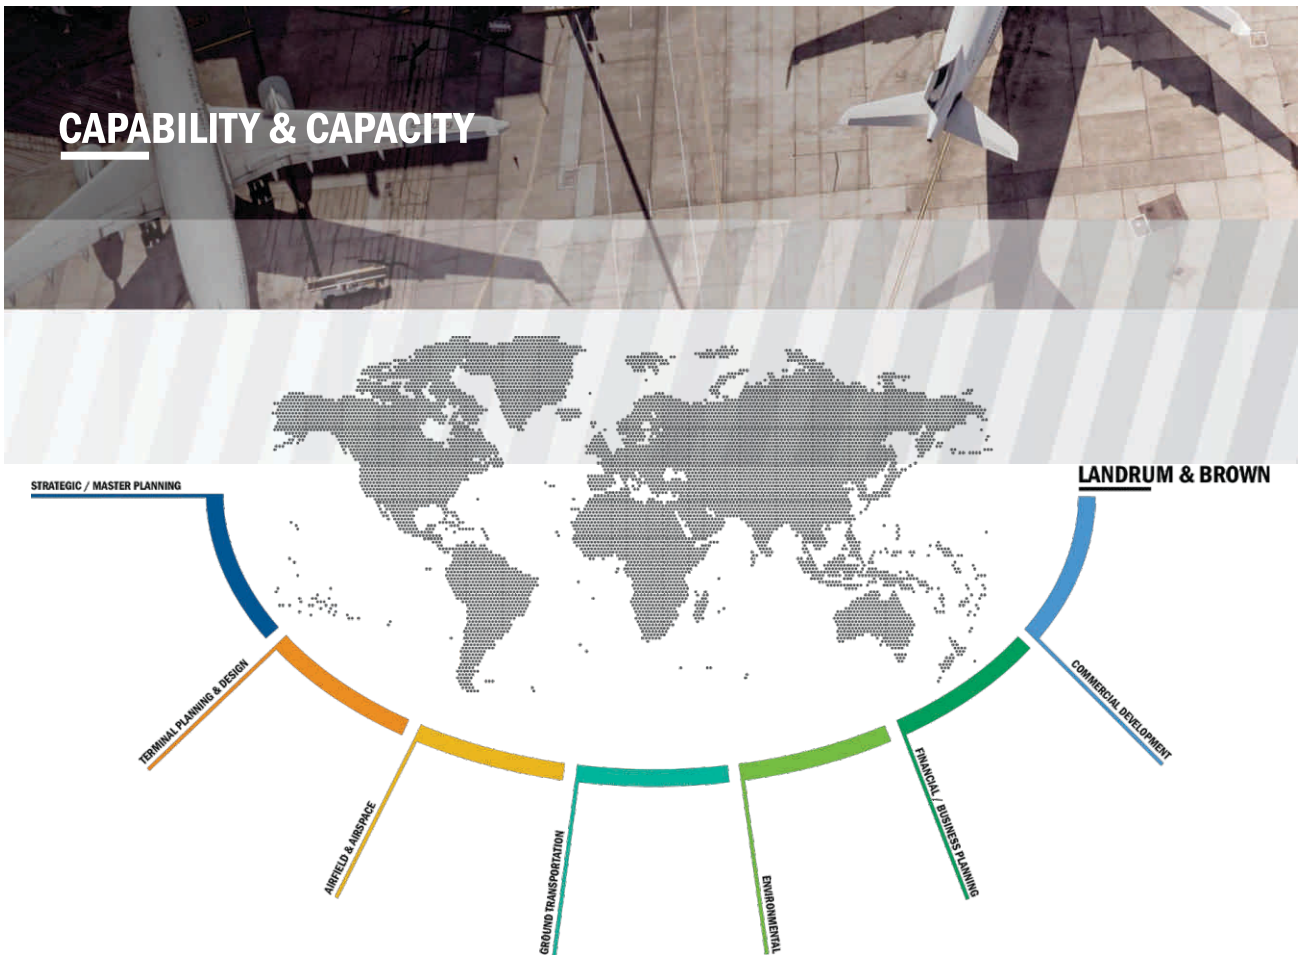 CAPABILITY & CAPACITY
LANDRUM & BROWN
STRATEGIC / MASTER PLANNING
TERMINAL PLANNING & DESIGN
AIRFIELD & AIRSPACE
GROUND TRANSPORTATION
ENVIRONMENTAL
FINANCIAL / BUSINESS PLANNING
COMMERCIAL DEVELOPMENT